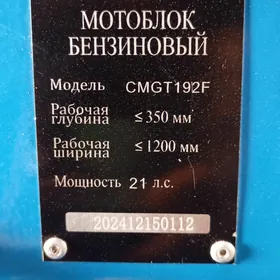 МОТОБЛОК
БЕНЗИНОВЫЙ
Модель CMGT192F
Рабочая
глубина ≤350 мм
Рабочая
ширина ≤1200 мм
Мощность 21 л.с.
202412150112